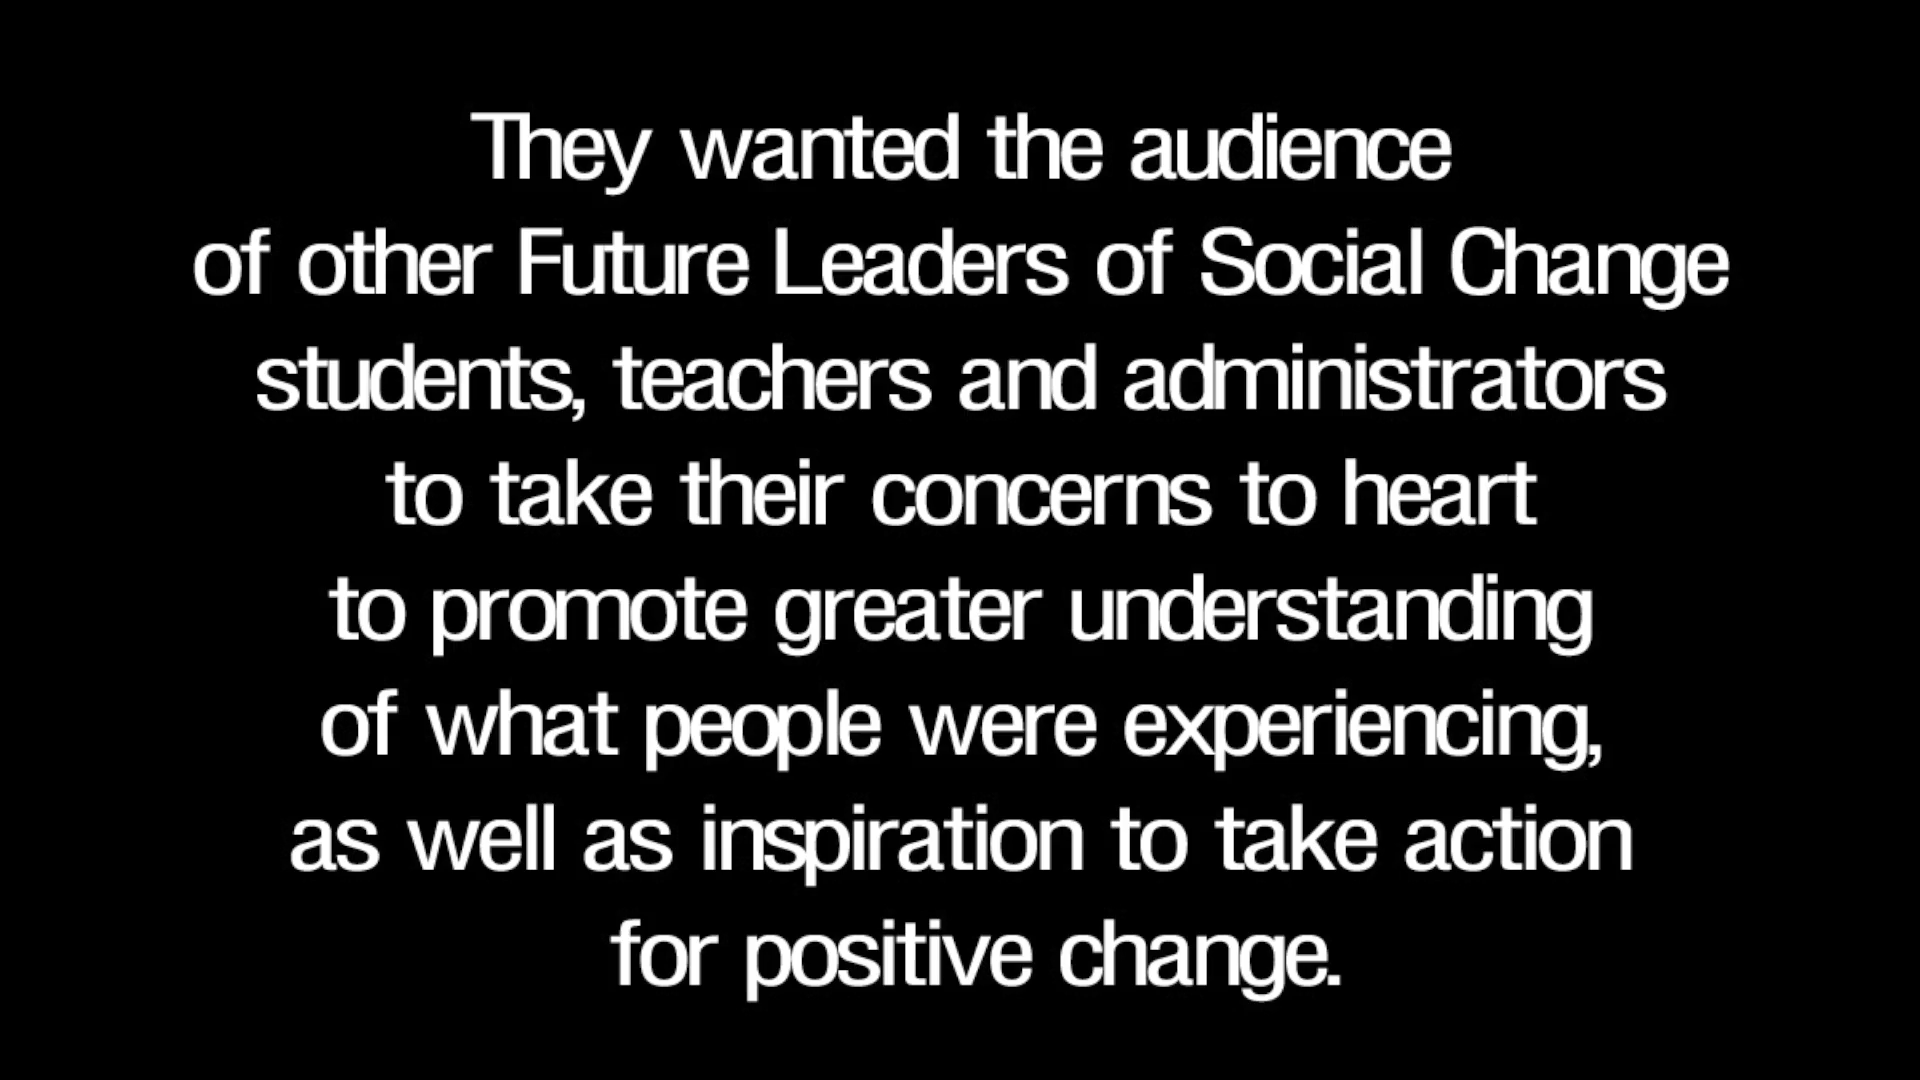 They wanted the audience
of other Future Leaders of Social Change
students, teachers and administrators
to take their concerns to heart
to promote greater understanding
of what people were experiencing,
as well as inspiration to take action
for positive change.